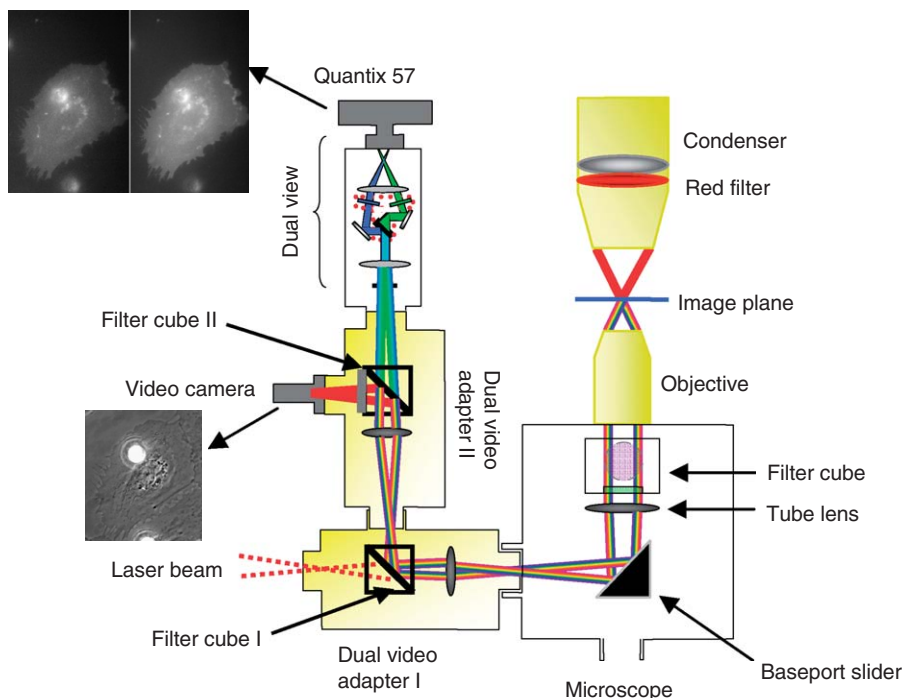 Quantix 57
Dual view
Condenser
Red filter
Filter cube II
Image plane
Video camera
Dual video
adapter II
Objective
Filter cube
Tube lens
Laser beam
Filter cube I
Dual video
adapter I
Baseport slider
Microscope